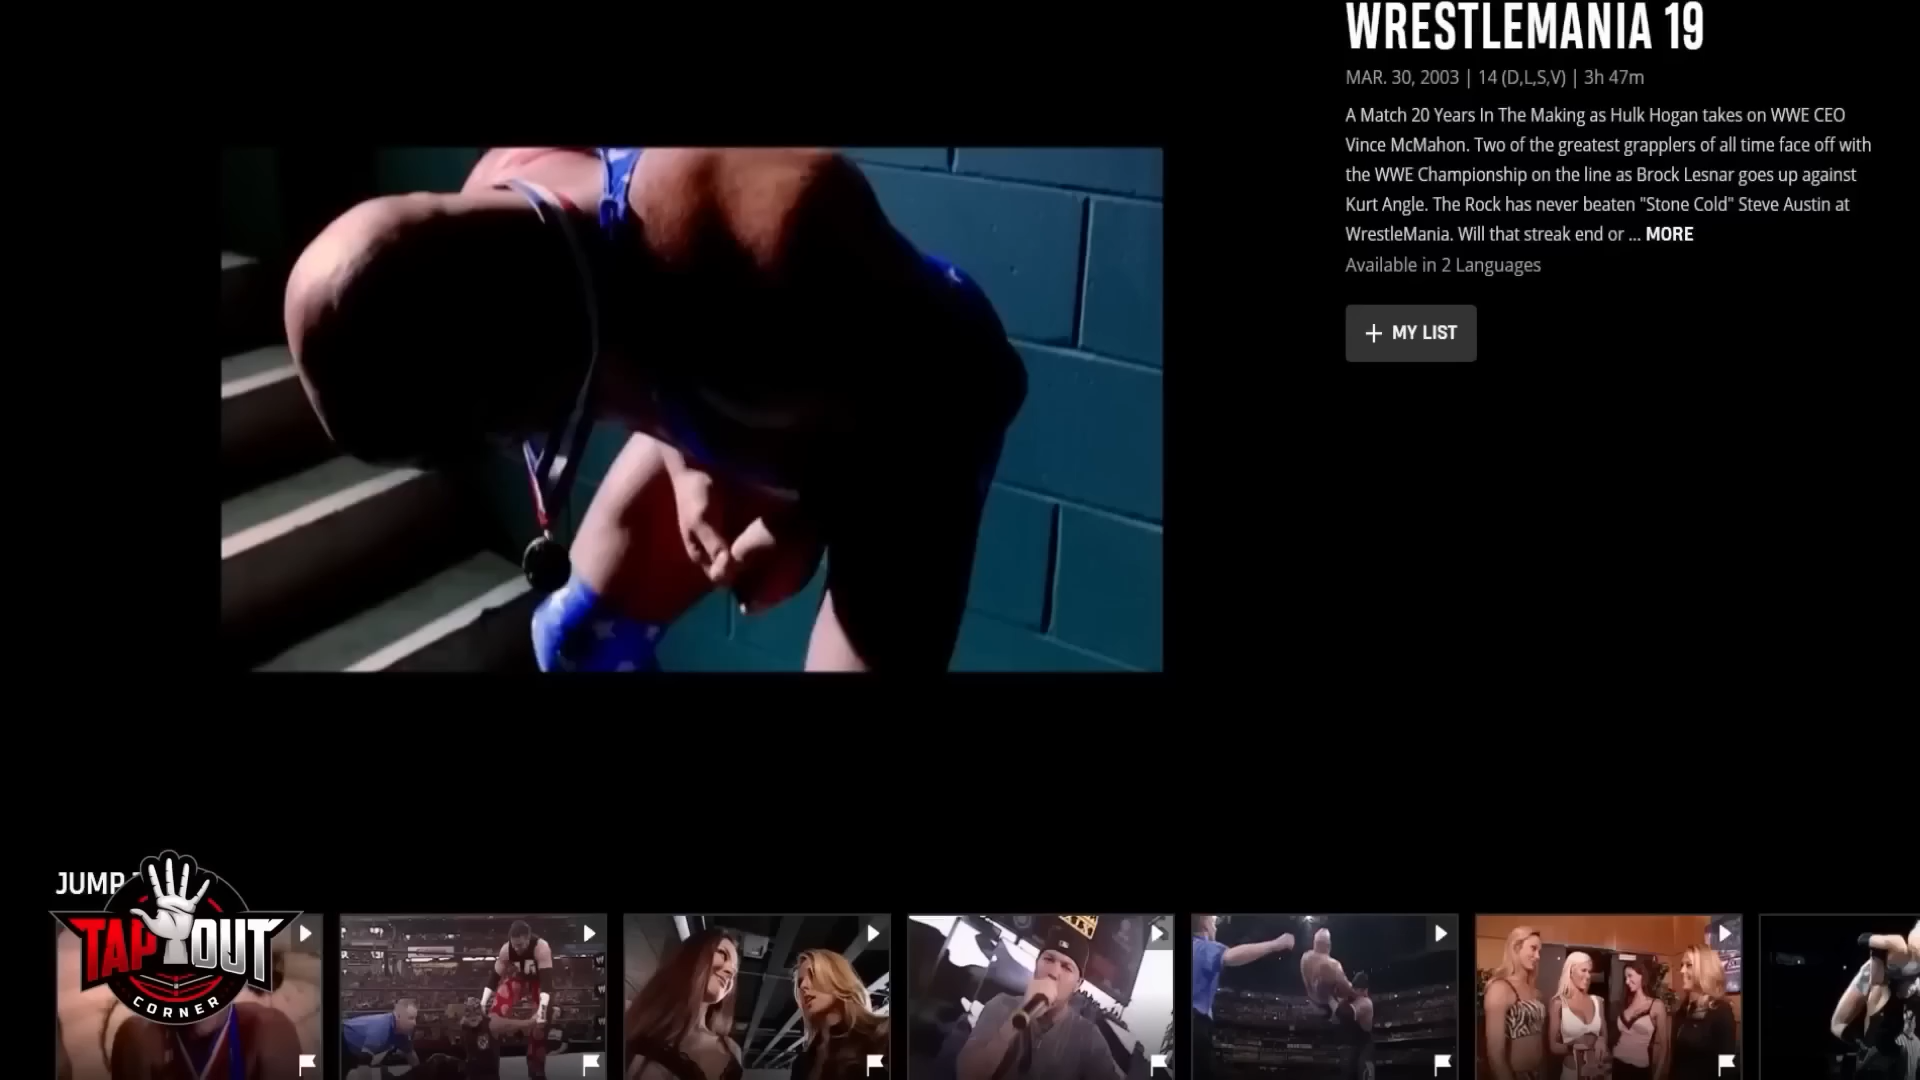 WRESTLEMANIA 19
MAR. 30, 2003 | 14 (D,L,S,V) | 3h 47m
A Match 20 Years In The Making as Hulk Hogan takes on WWE CEO
Vince McMahon. Two of the greatest grapplers of all time face off with
the WWE Championship on the line as Brock Lesnar goes up against
Kurt Angle. The Rock has never beaten "Stone Cold" Steve Austin at
WrestleMania. Will that streak end or ... MORE
Available in 2 Languages
+ MY LIST
JUMP
TAP OUT
CORNER